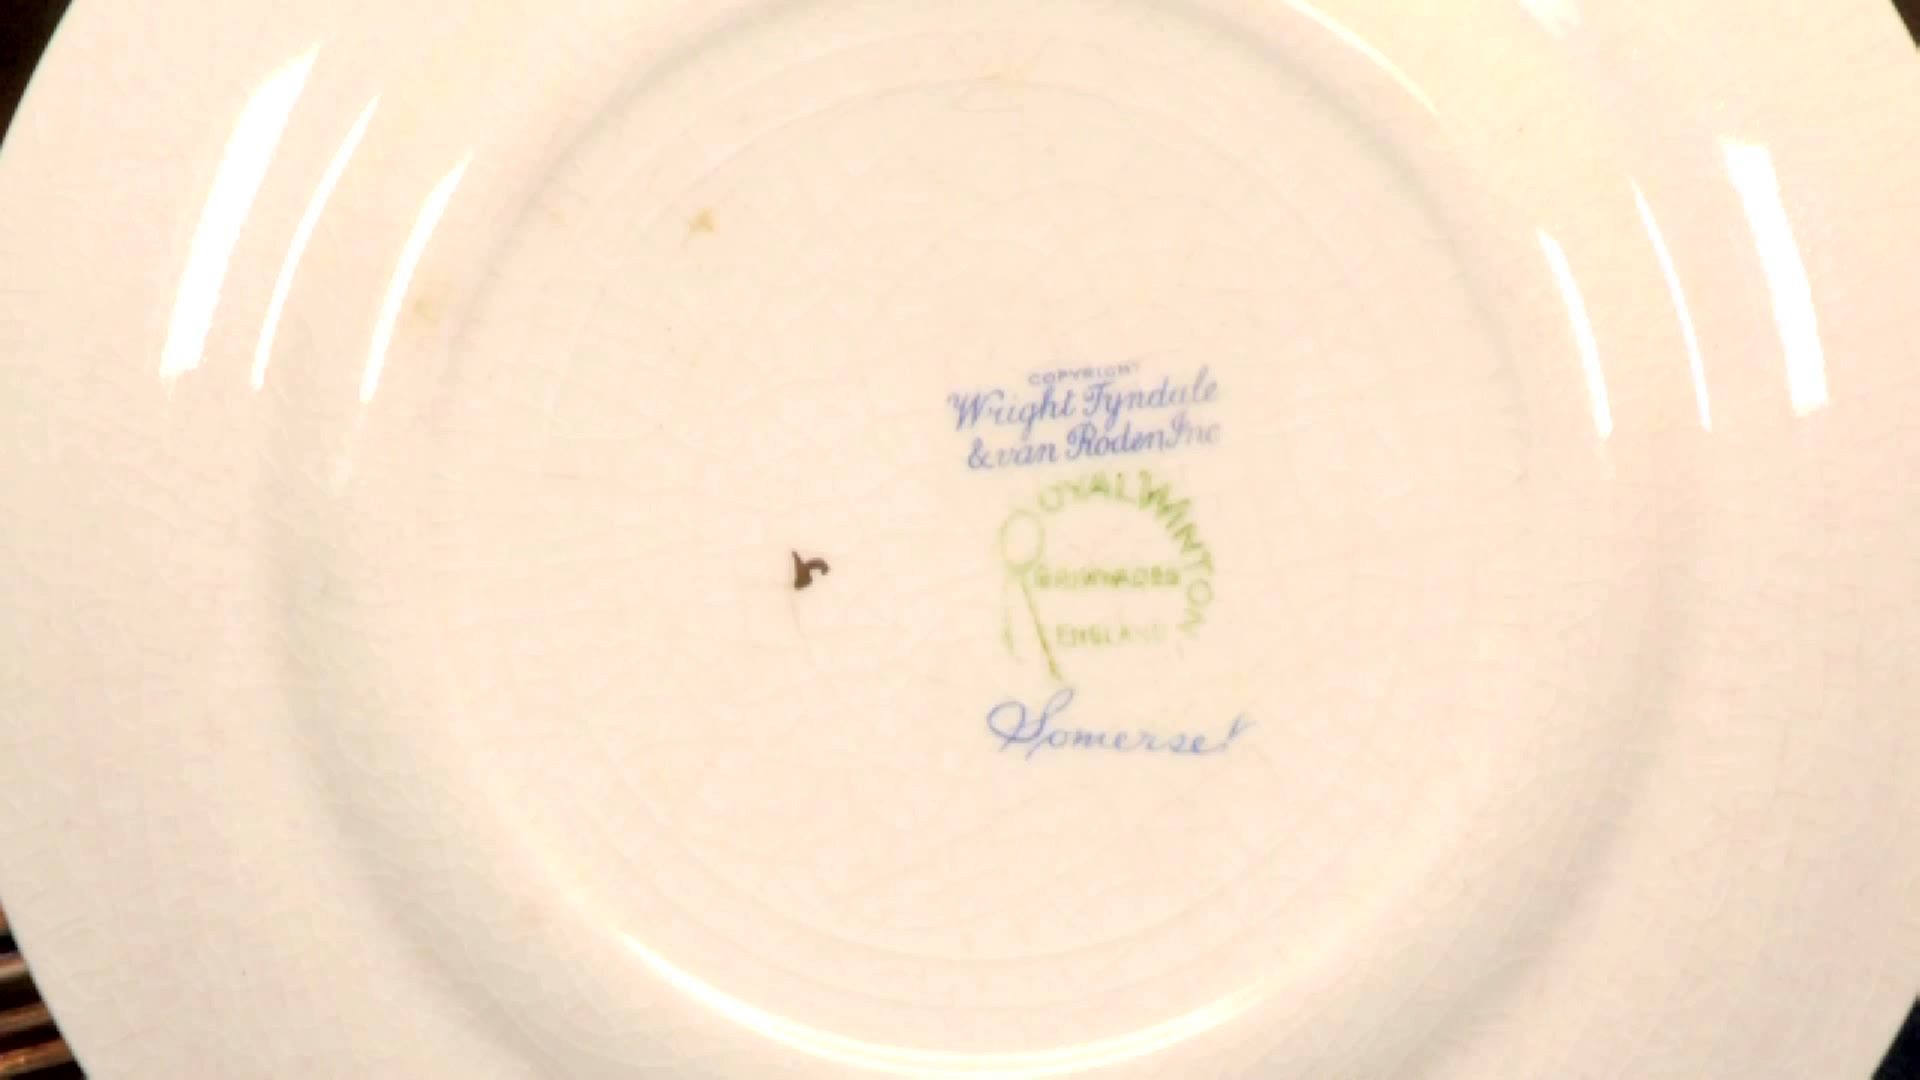 COPYRIGHT
Wright Tyndale
& van Roden Inc
ROYAL WINTON
GRIMWADES
ENGLAND
Somerset